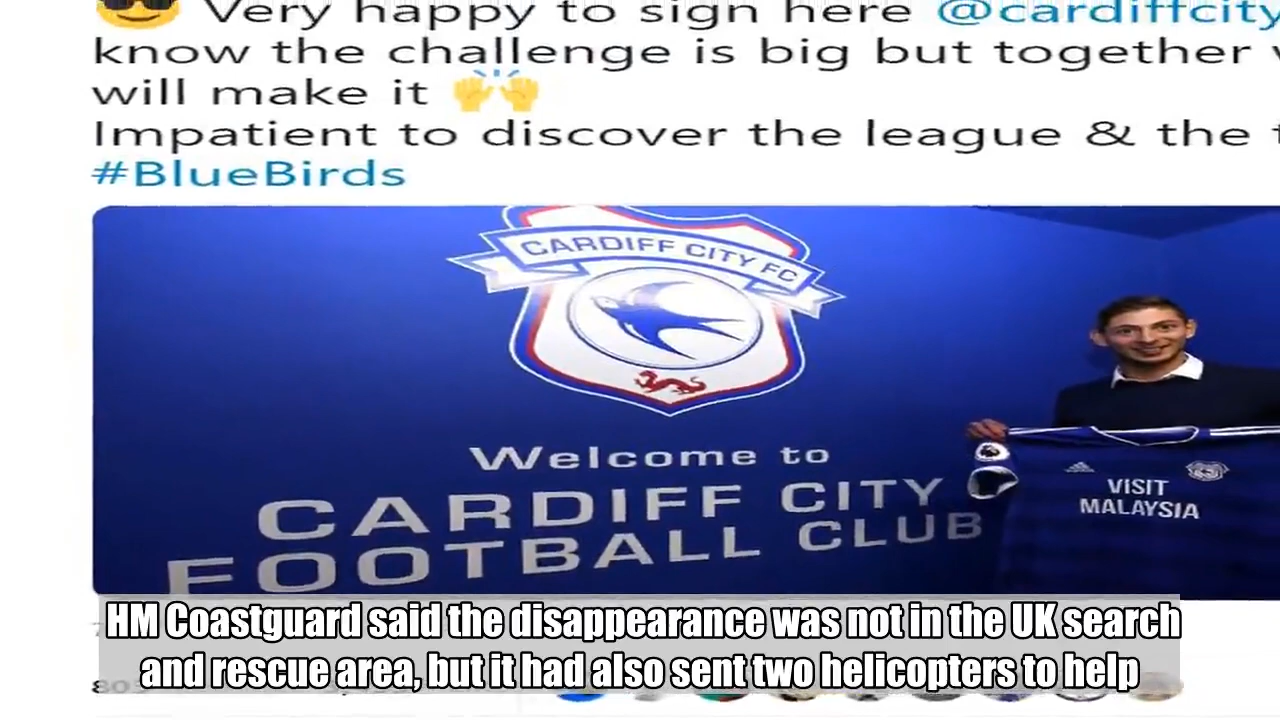 😎 Very happy to sign here @cardiffcity
know the challenge is big but together
will make it 🙌
Impatient to discover the league & the
#BlueBirds
CARDIFF CITY FC
Welcome to
CARDIFF CITY
FOOTBALL CLUB
VISIT
MALAYSIA
HM Coastguard said the disappearance was not in the UK search
and rescue area, but it had also sent two helicopters to help